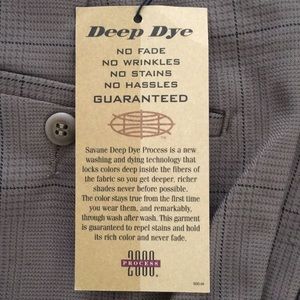 Deep Dye
NO FADE
NO WRINKLES
NO STAINS
NO HASSLES
GUARANTEED
TM
Savane Deep Dye Process is a new
washing and dying technology that
locks colors deep inside the fibers of
the fabric so you get deeper, richer
shades never before possible.
The color stays true from the first time
you wear them, and remarkably,
through wash after wash. This garment
is guaranteed to repel stains and hold
its rich color and never fade.
PROCESS
2000